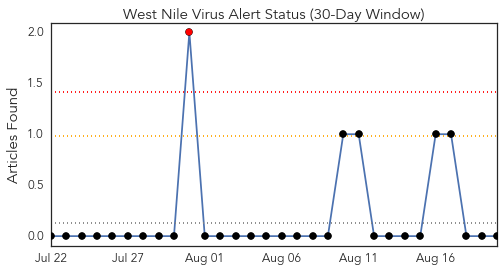 West Nile Virus Alert Status (30-Day Window)
Articles Found
2.0
1.5
1.0
0.5
0.0
Jul 22 Jul 27 Aug 01 Aug 06 Aug 11 Aug 16